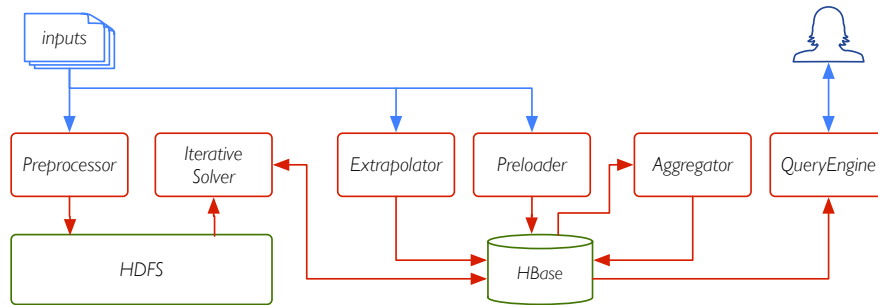 inputs
Preprocessor
Iterative
Solver
Extrapolator
Preloader
Aggregator
QueryEngine
HDFS
HBase